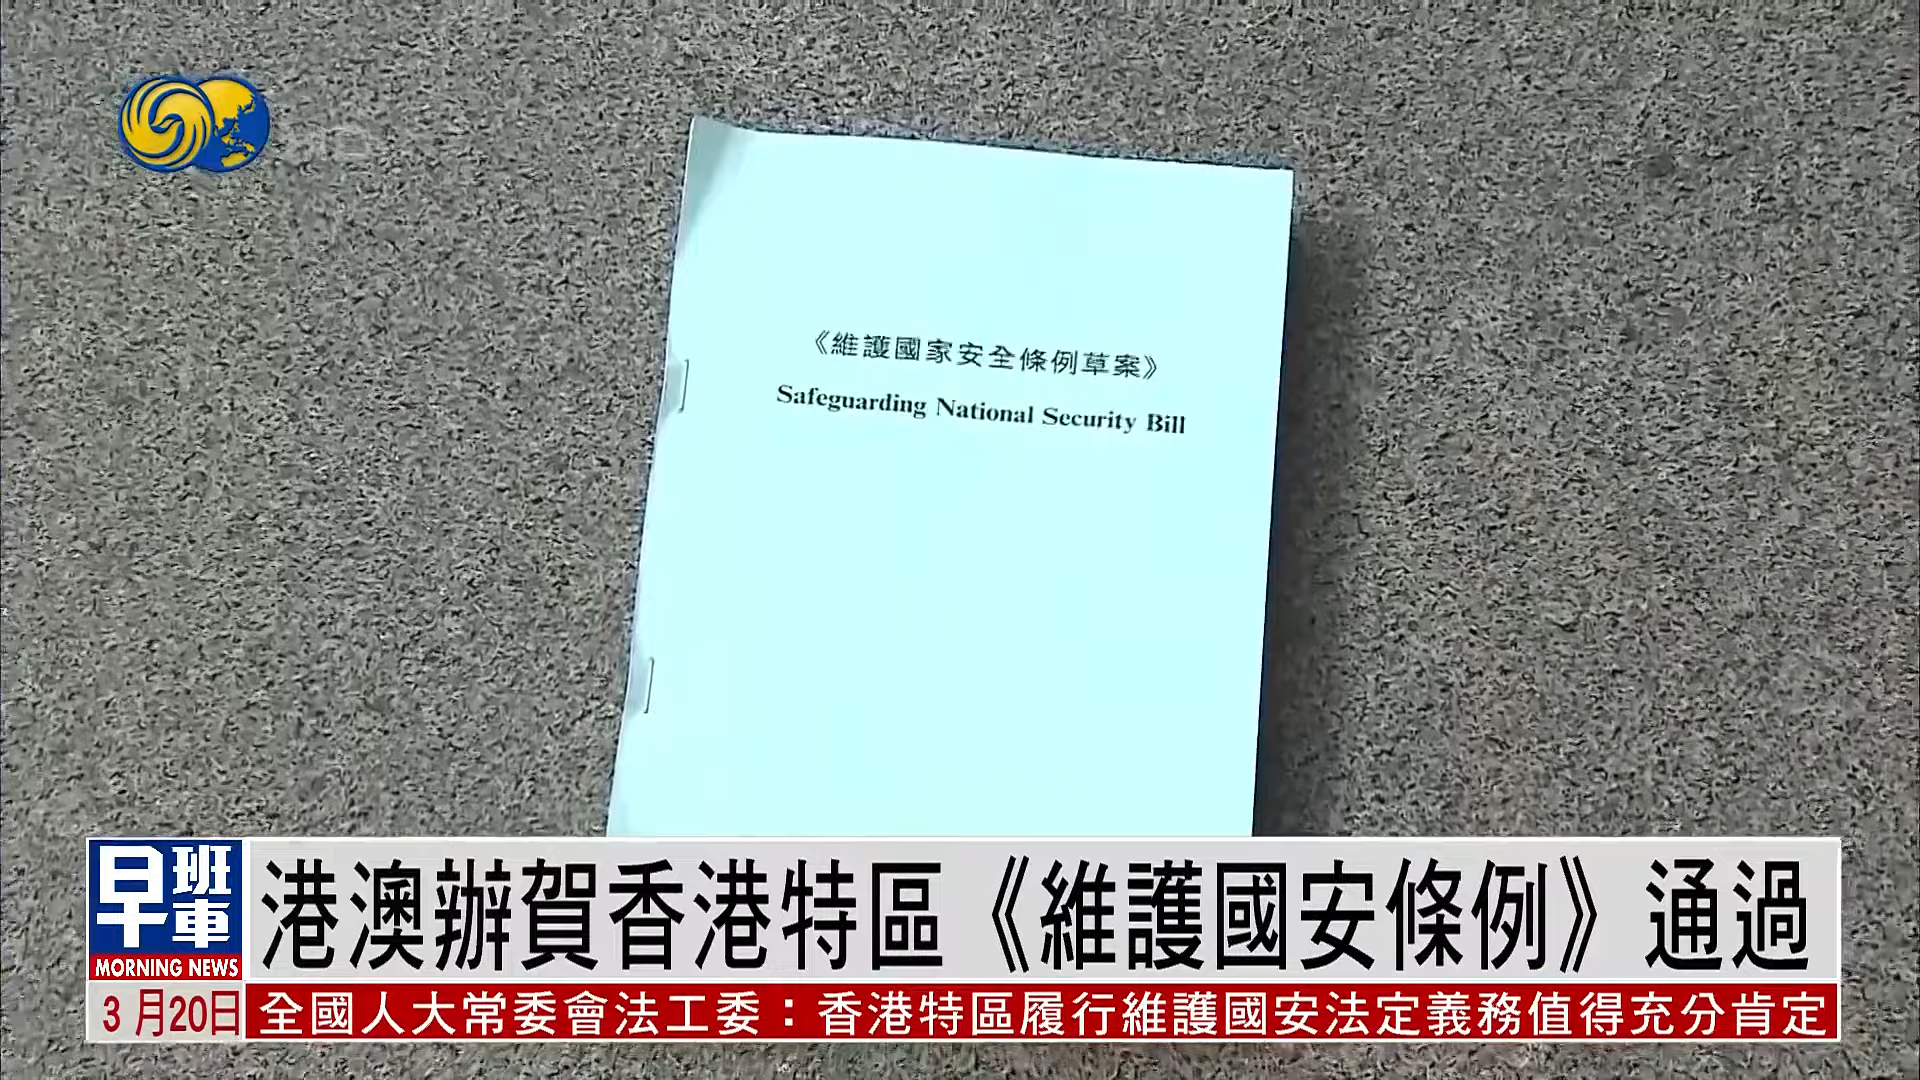 《維護國家安全條例草案》
Safeguarding National Security Bill
早班車
港澳辦賀香港特區《維護國安條例》通過
MORNING NEWS
3月20日
全國人大常委會法工委：香港特區履行維護國安法定義務值得充分肯定